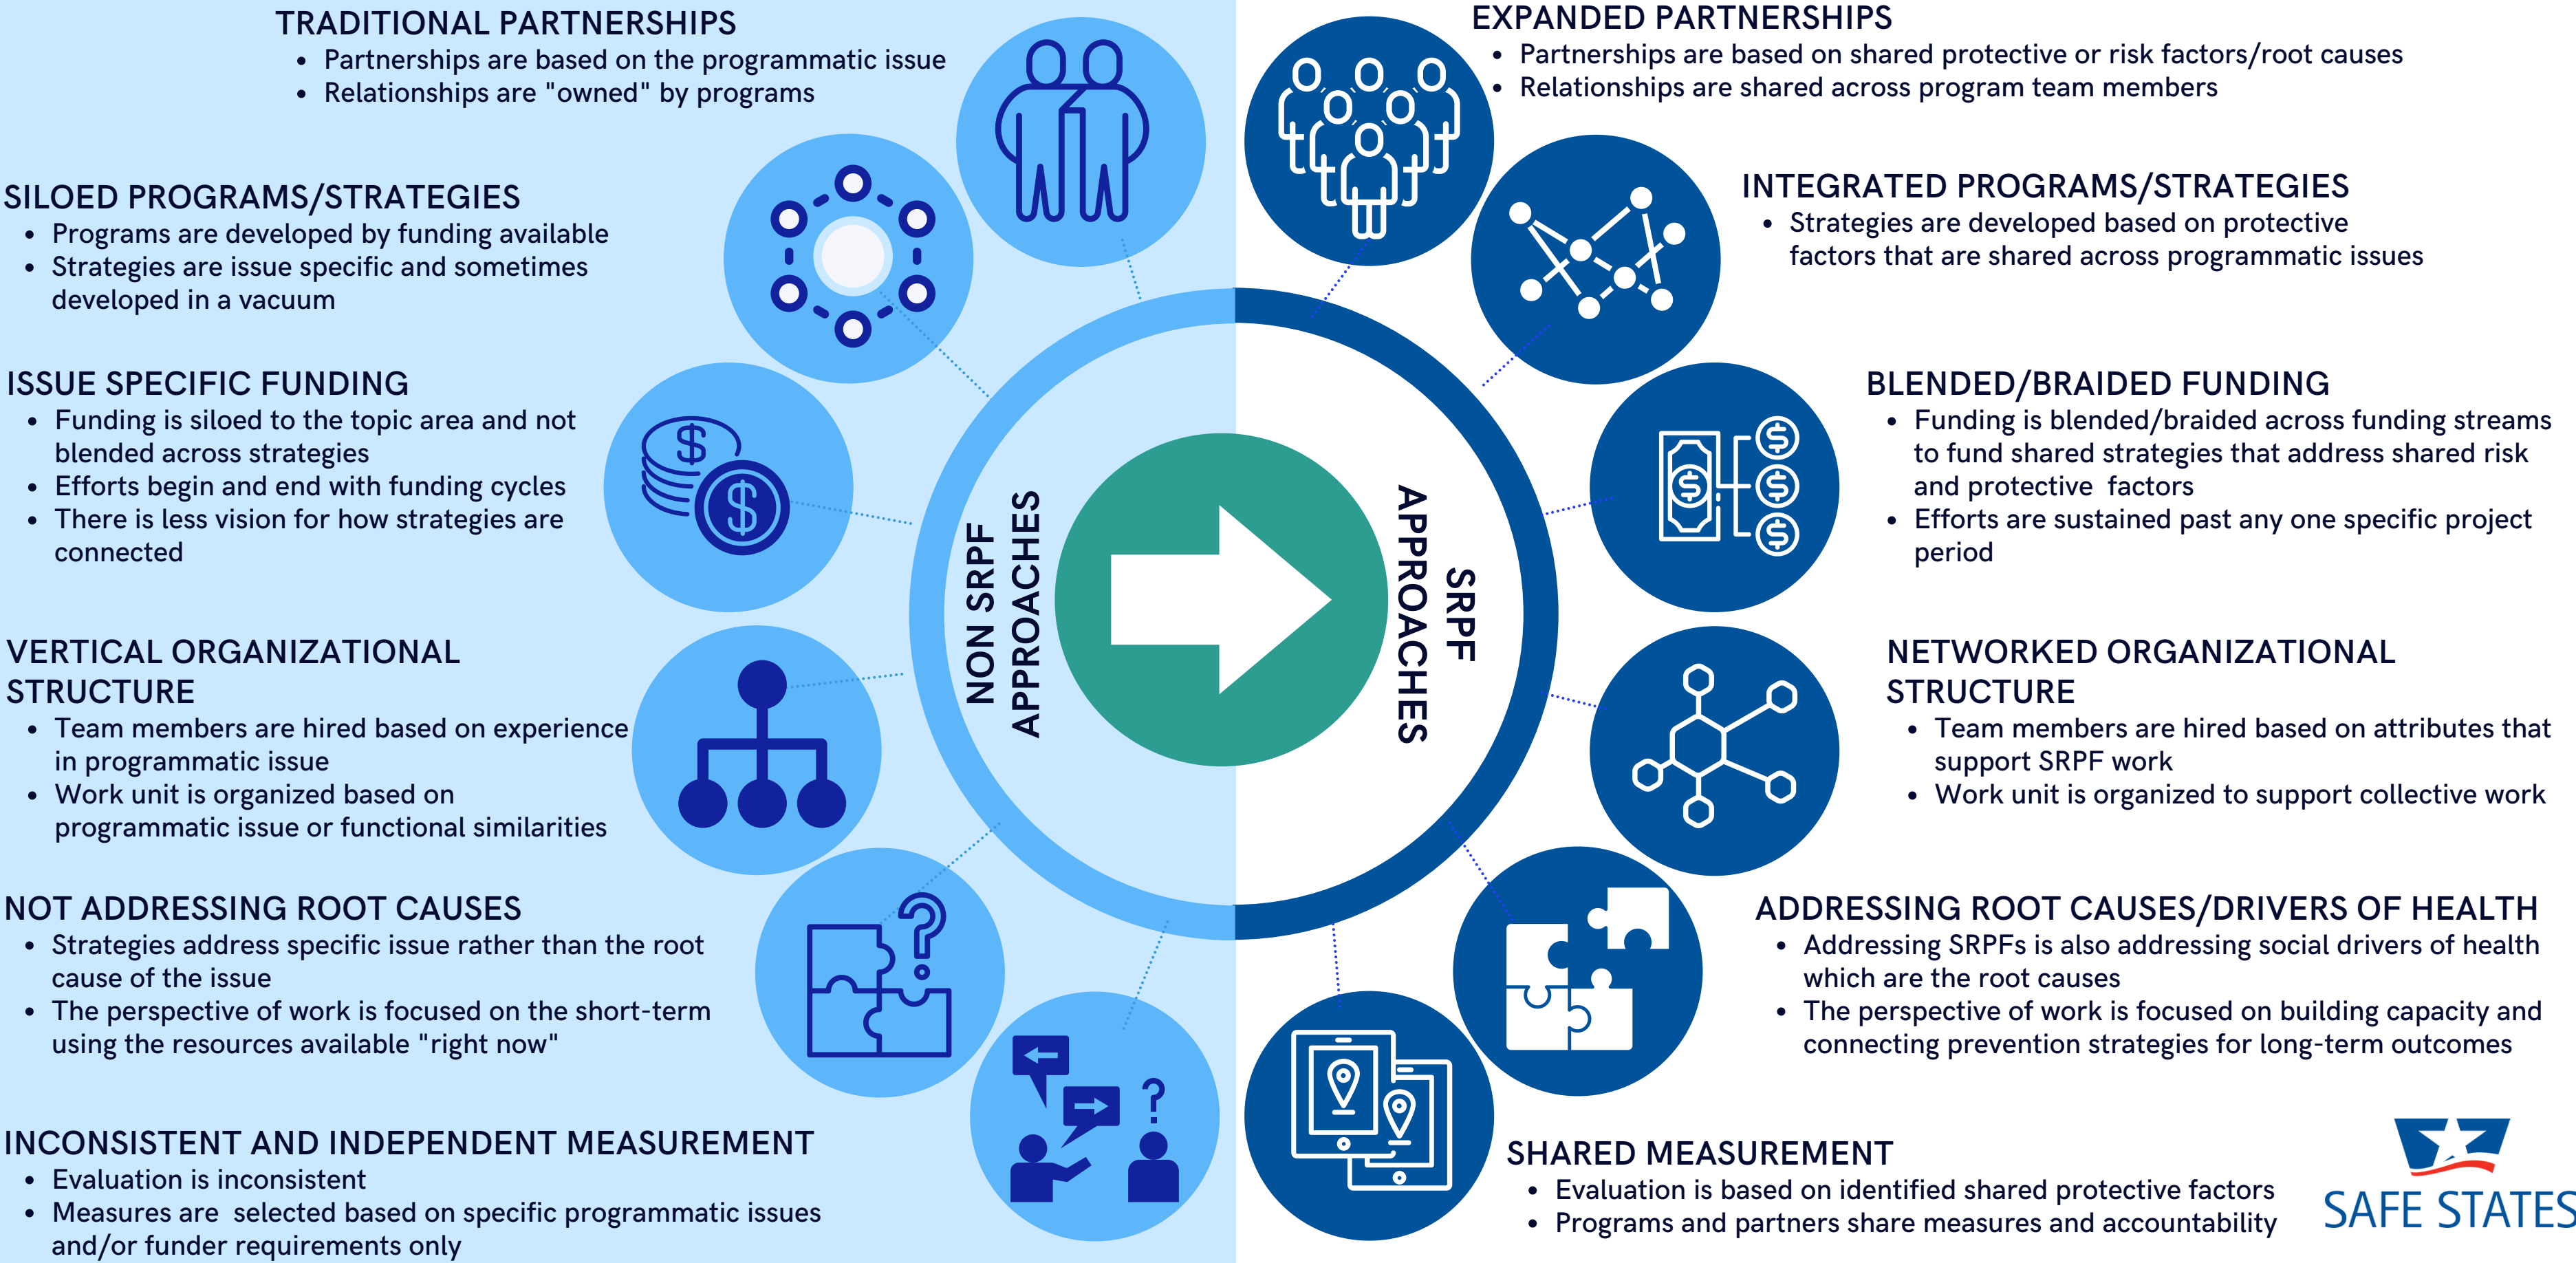 TRADITIONAL PARTNERSHIPS
• Partnerships are based on the programmatic issue
• Relationships are "owned" by programs
SILOED PROGRAMS/STRATEGIES
• Programs are developed by funding available
• Strategies are issue specific and sometimes
developed in a vacuum
ISSUE SPECIFIC FUNDING
• Funding is siloed to the topic area and not
blended across strategies
• Efforts begin and end with funding cycles
• There is less vision for how strategies are
connected
VERTICAL ORGANIZATIONAL
STRUCTURE
• Team members are hired based on experience
in programmatic issue
• Work unit is organized based on
programmatic issue or functional similarities
NOT ADDRESSING ROOT CAUSES
• Strategies address specific issue rather than the root
cause of the issue
• The perspective of work is focused on the short-term
using the resources available "right now"
INCONSISTENT AND INDEPENDENT MEASUREMENT
• Evaluation is inconsistent
• Measures are selected based on specific programmatic issues
and/or funder requirements only
$
$
?
?
NON SRPF
APPROACHES
SRPF
APPROACHES
EXPANDED PARTNERSHIPS
• Partnerships are based on shared protective or risk factors/root causes
• Relationships are shared across program team members
INTEGRATED PROGRAMS/STRATEGIES
• Strategies are developed based on protective
factors that are shared across programmatic issues
$
$
$
$
BLENDED/BRAIDED FUNDING
• Funding is blended/braided across funding streams
to fund shared strategies that address shared risk
and protective factors
• Efforts are sustained past any one specific project
period
NETWORKED ORGANIZATIONAL
STRUCTURE
• Team members are hired based on attributes that
support SRPF work
• Work unit is organized to support collective work
ADDRESSING ROOT CAUSES/DRIVERS OF HEALTH
• Addressing SRPFs is also addressing social drivers of health
which are the root causes
• The perspective of work is focused on building capacity and
connecting prevention strategies for long-term outcomes
SHARED MEASUREMENT
• Evaluation is based on identified shared protective factors
• Programs and partners share measures and accountability
SAFE STATES